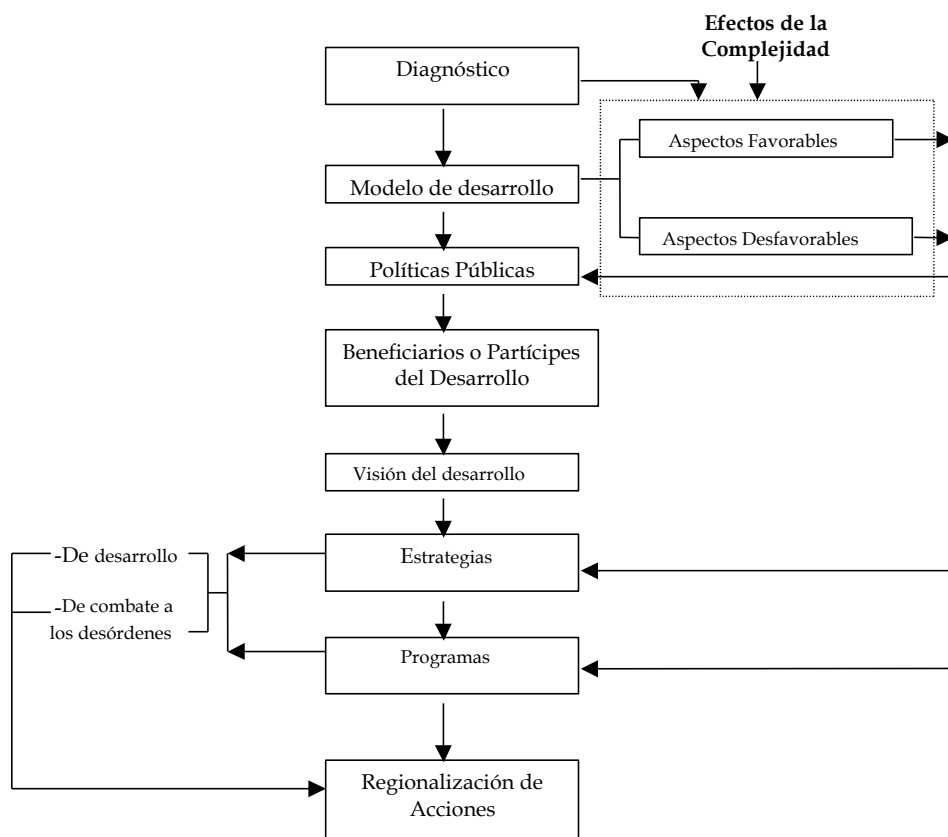 Efectos de la
Complejidad
Diagnóstico
Aspectos Favorables
Modelo de desarrollo
Aspectos Desfavorables
Políticas Públicas
Beneficiarios o Partícipes
del Desarrollo
Visión del desarrollo
Estrategias
-De desarrollo
-De combate a
los desórdenes
Programas
Regionalización de
Acciones